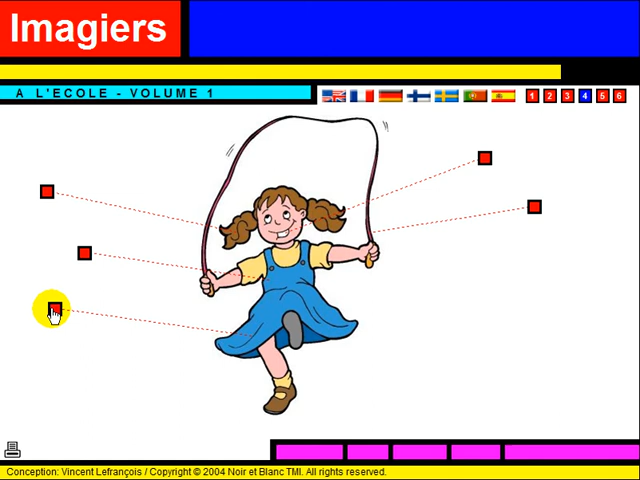 Imagiers
A L'ECOLE - VOLUME 1
1 2 3 4 5 6
Conception: Vincent Lefrançois / Copyright © 2004 Noir et Blanc TMI. All rights reserved.